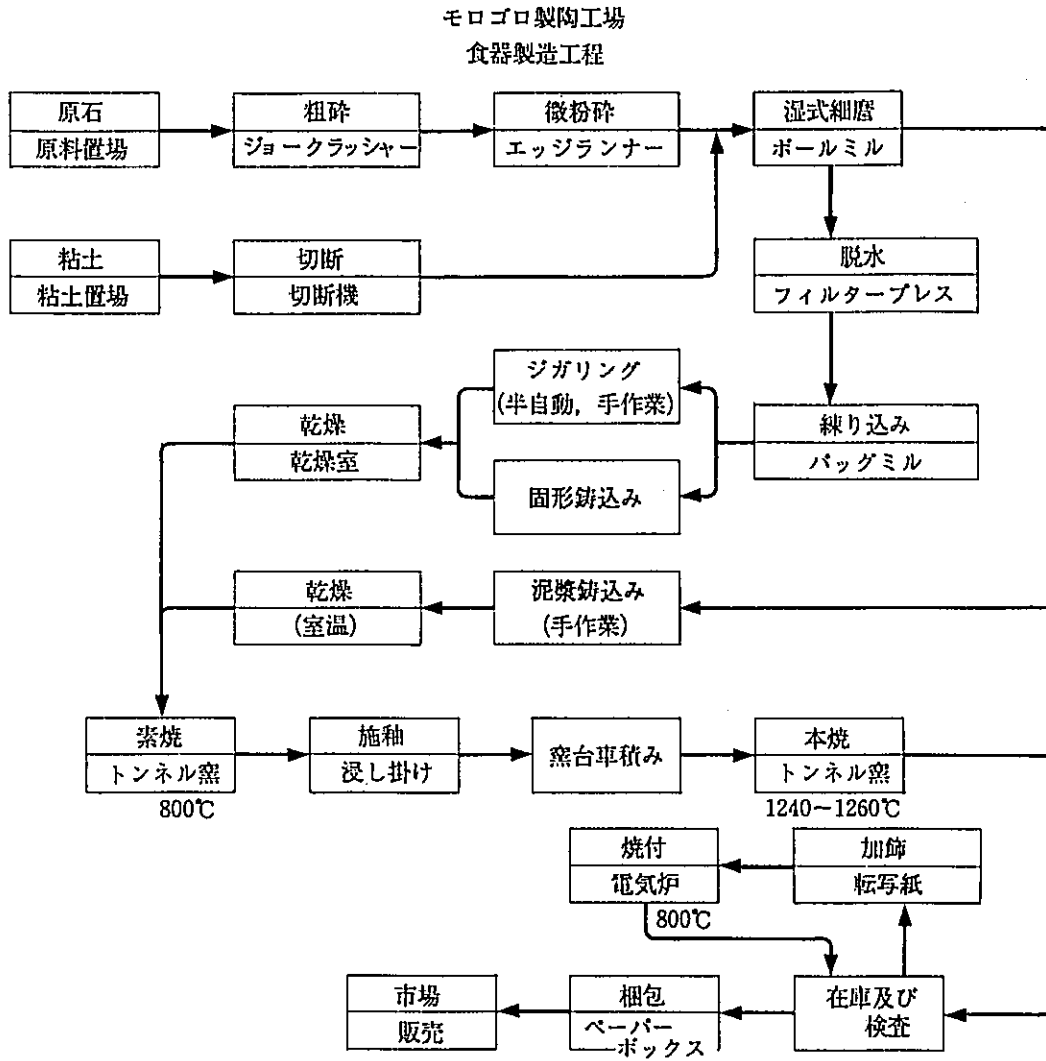 モロゴロ製陶工場
食器製造工程
原石
原料置場
粗砕
ジョークラッシャー
微粉砕
エッジランナー
湿式細麿
ボールミル
粘土
粘土置場
切断
切断機
脱水
フィルタープレス
ジガリング
(半自動,手作業)
乾燥
乾燥室
練り込み
パッグミル
固形鋳込み
乾燥
(室温)
泥漿鋳込み
(手作業)
素焼
トンネル窯
800℃
施釉
浸し掛け
窯台車積み
本焼
トンネル窯
1240~1260℃
焼付
電気炉
800℃
加飾
転写紙
市場
販売
梱包
ペーパー
ボックス
在庫及び
検査